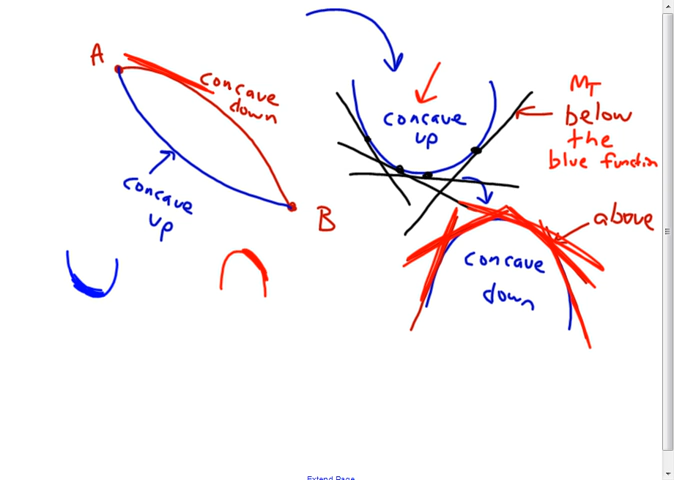 A
concave
down
concave
up
B
concave
up
MT
below
the
blue function
above
concave
down
Extend Page